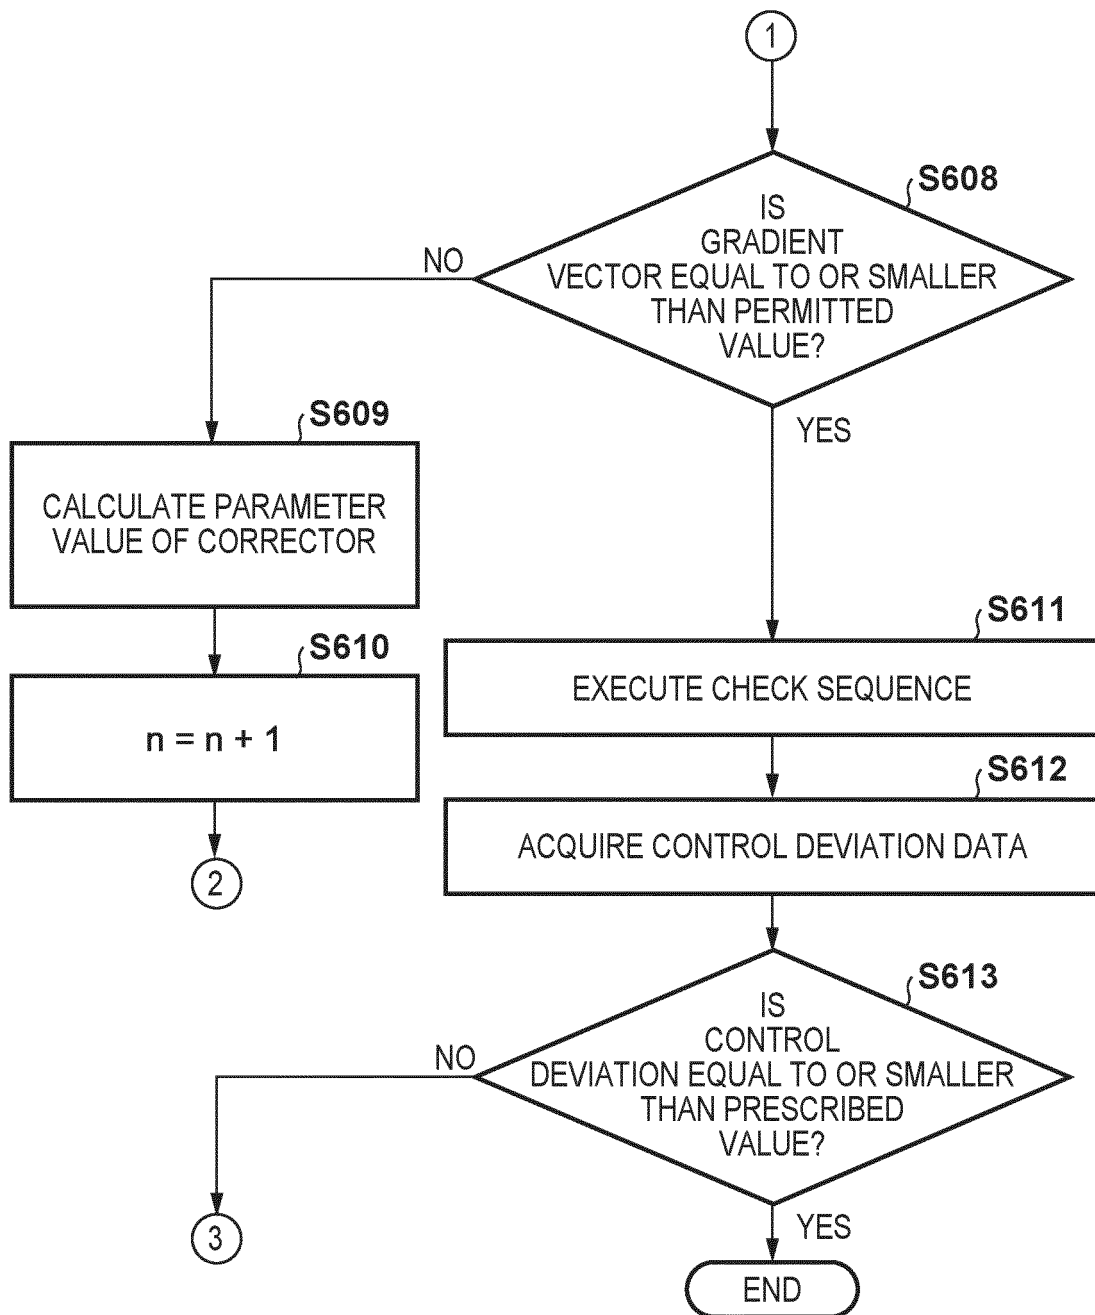 1
S608
IS
GRADIENT
VECTOR EQUAL TO OR SMALLER
THAN PERMITTED
VALUE?
NO
YES
S609
CALCULATE PARAMETER
VALUE OF CORRECTOR
S610
n = n + 1
2
S611
EXECUTE CHECK SEQUENCE
S612
ACQUIRE CONTROL DEVIATION DATA
S613
IS
CONTROL
DEVIATION EQUAL TO OR SMALLER
THAN PRESCRIBED
VALUE?
NO
3
YES
END